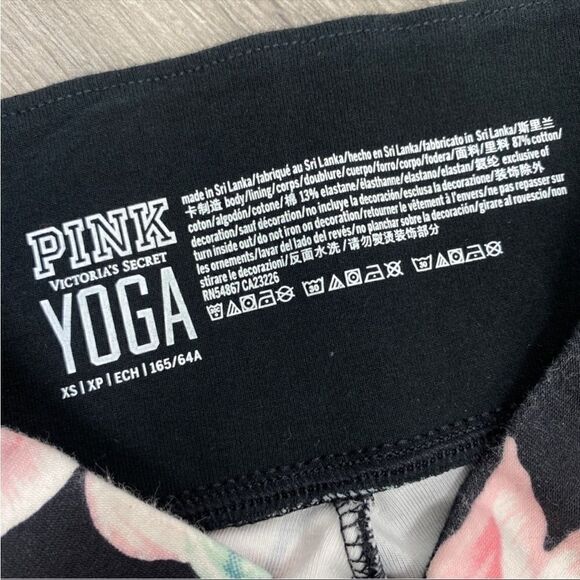 PINK
VICTORIA'S SECRET
YOGA
XS | XP | ECH | 165/64A
made in Sri Lanka/fabriqué au Sri Lanka/hecho en Sri Lanka/fabbricato in Sri Lanka/斯里兰
卡制造 body/lining/corps/doublure/cuerpo/forro/corpo/fodera/面料/里料 87% cotton/
coton/algodón/cotone/棉 13% elastane/élasthanne/elastano/elastan/氨纶 exclusive of
decoration/sauf décoration/no incluye la decoración/esclusa la decorazione/装饰除外
turn inside out/do not iron on decoration/retourner le vêtement à l'envers/ne pas repasser sur
les ornements/lavar del lado del revés/no planchar sobre la decoración/girare al rovescio/non
stirare le decorazioni/反面水洗/请勿熨烫装饰部分
RN54867 CA23226
30